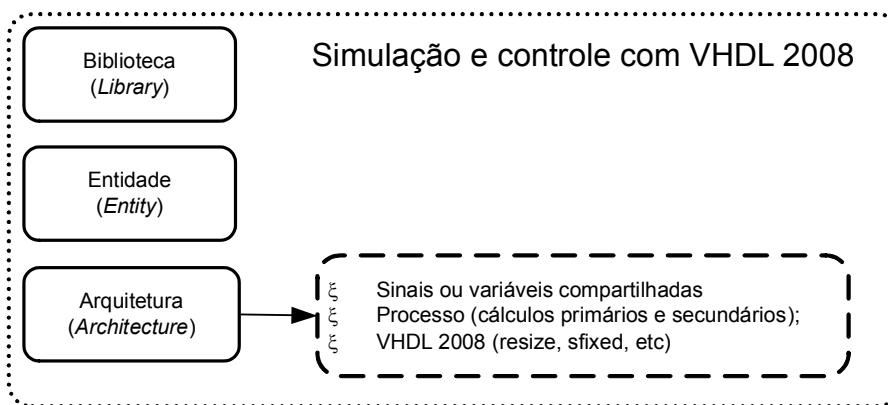 Simulação e controle com VHDL 2008
Biblioteca
(Library)
Entidade
(Entity)
Arquitetura
(Architecture)
ξ Sinais ou variáveis compartilhadas
ξ Processo (cálculos primários e secundários);
ξ VHDL 2008 (resize, sfixed, etc)